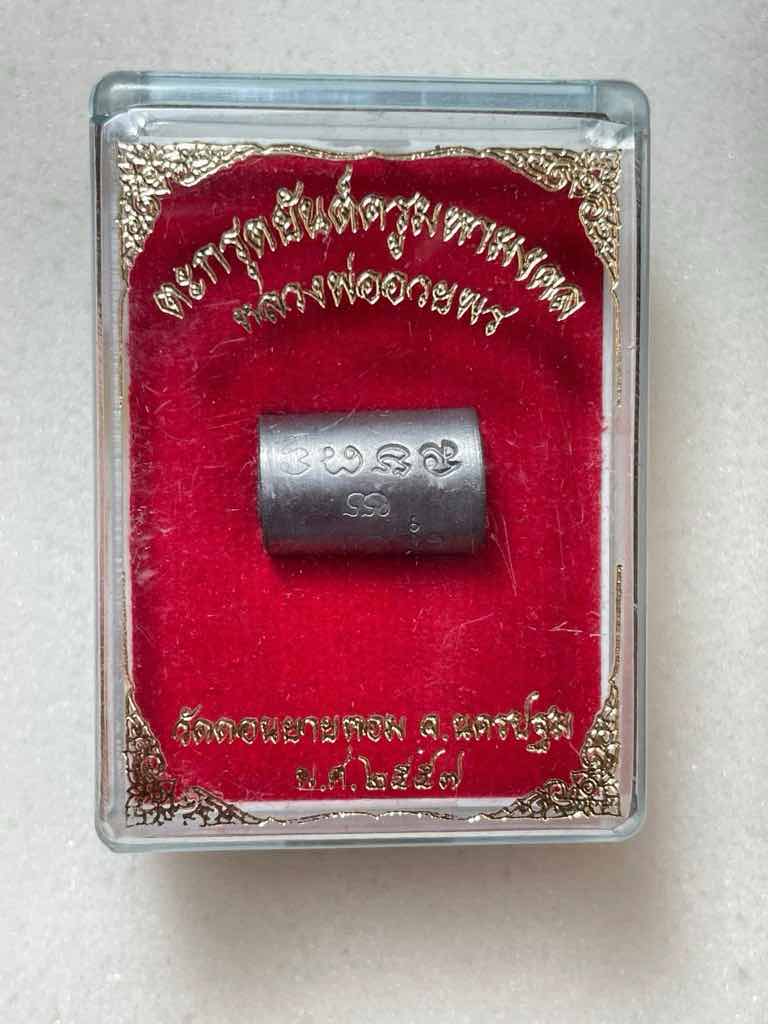 ตะกรุดยันต์ครูมหามงคล
หลวงพ่ออวยพร
วัดดอนยายหอม จ.นครปฐม
พ.ศ.๒๕๕๗